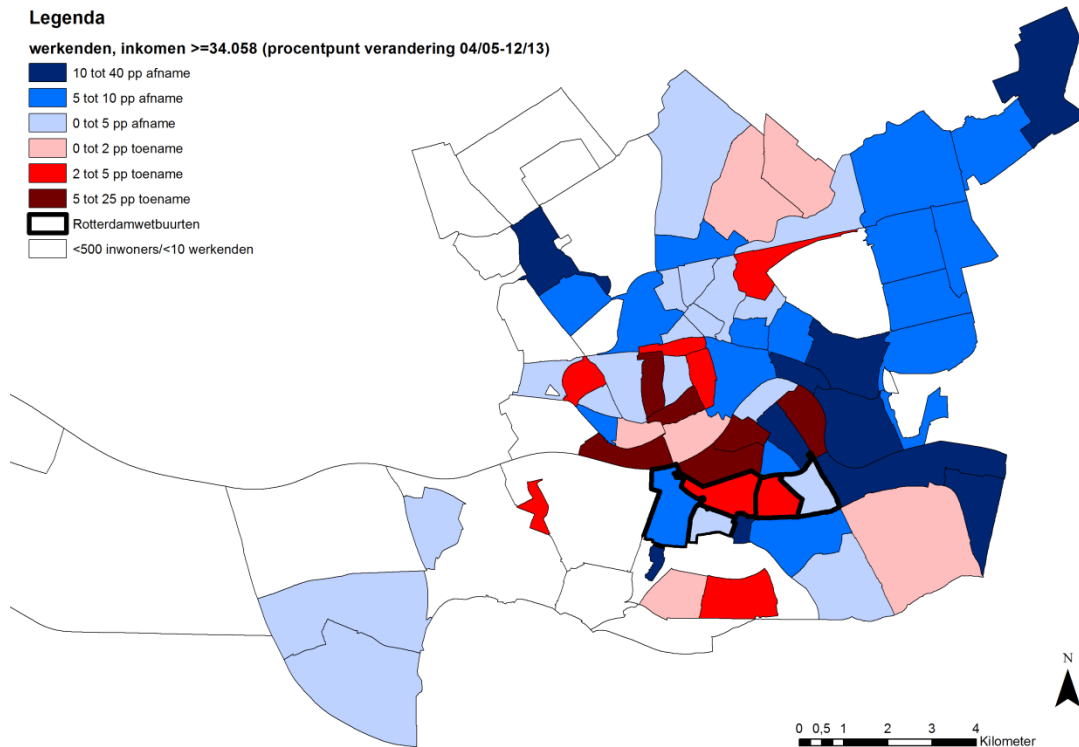 Legenda
werkenden, inkomen >=34.058 (procentpunt verandering 04/05-12/13)
10 tot 40 pp afname
5 tot 10 pp afname
0 tot 5 pp afname
0 tot 2 pp toename
2 tot 5 pp toename
5 tot 25 pp toename
Rotterdamwetbuurten
<500 inwoners/<10 werkenden
N
0 0,5 1 2 3 4
Kilometer